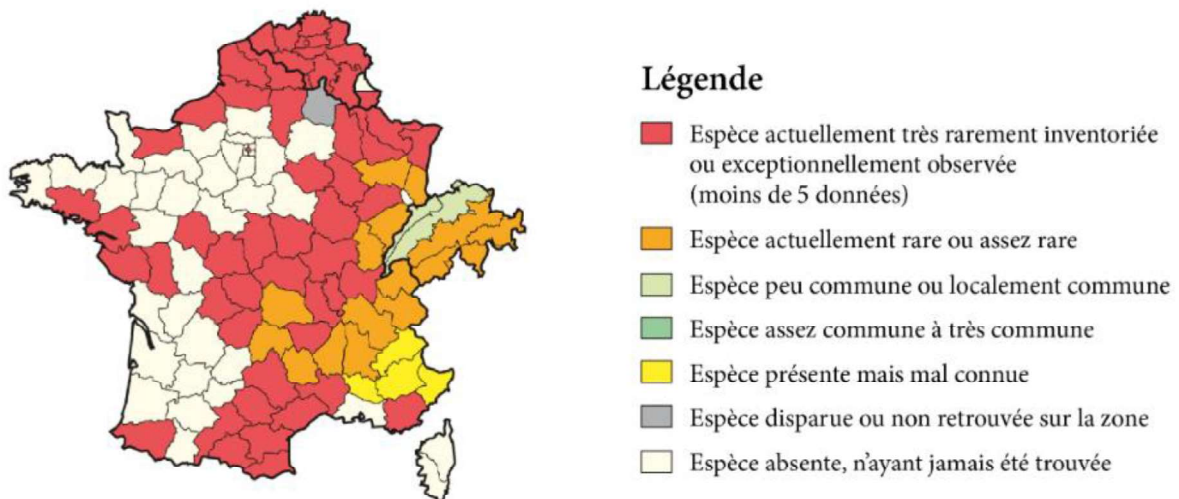 Légende
Espèce actuellement très rarement inventoriée
ou exceptionnellement observée
(moins de 5 données)
Espèce actuellement rare ou assez rare
Espèce peu commune ou localement commune
Espèce assez commune à très commune
Espèce présente mais mal connue
Espèce disparue ou non retrouvée sur la zone
Espèce absente, n'ayant jamais été trouvée